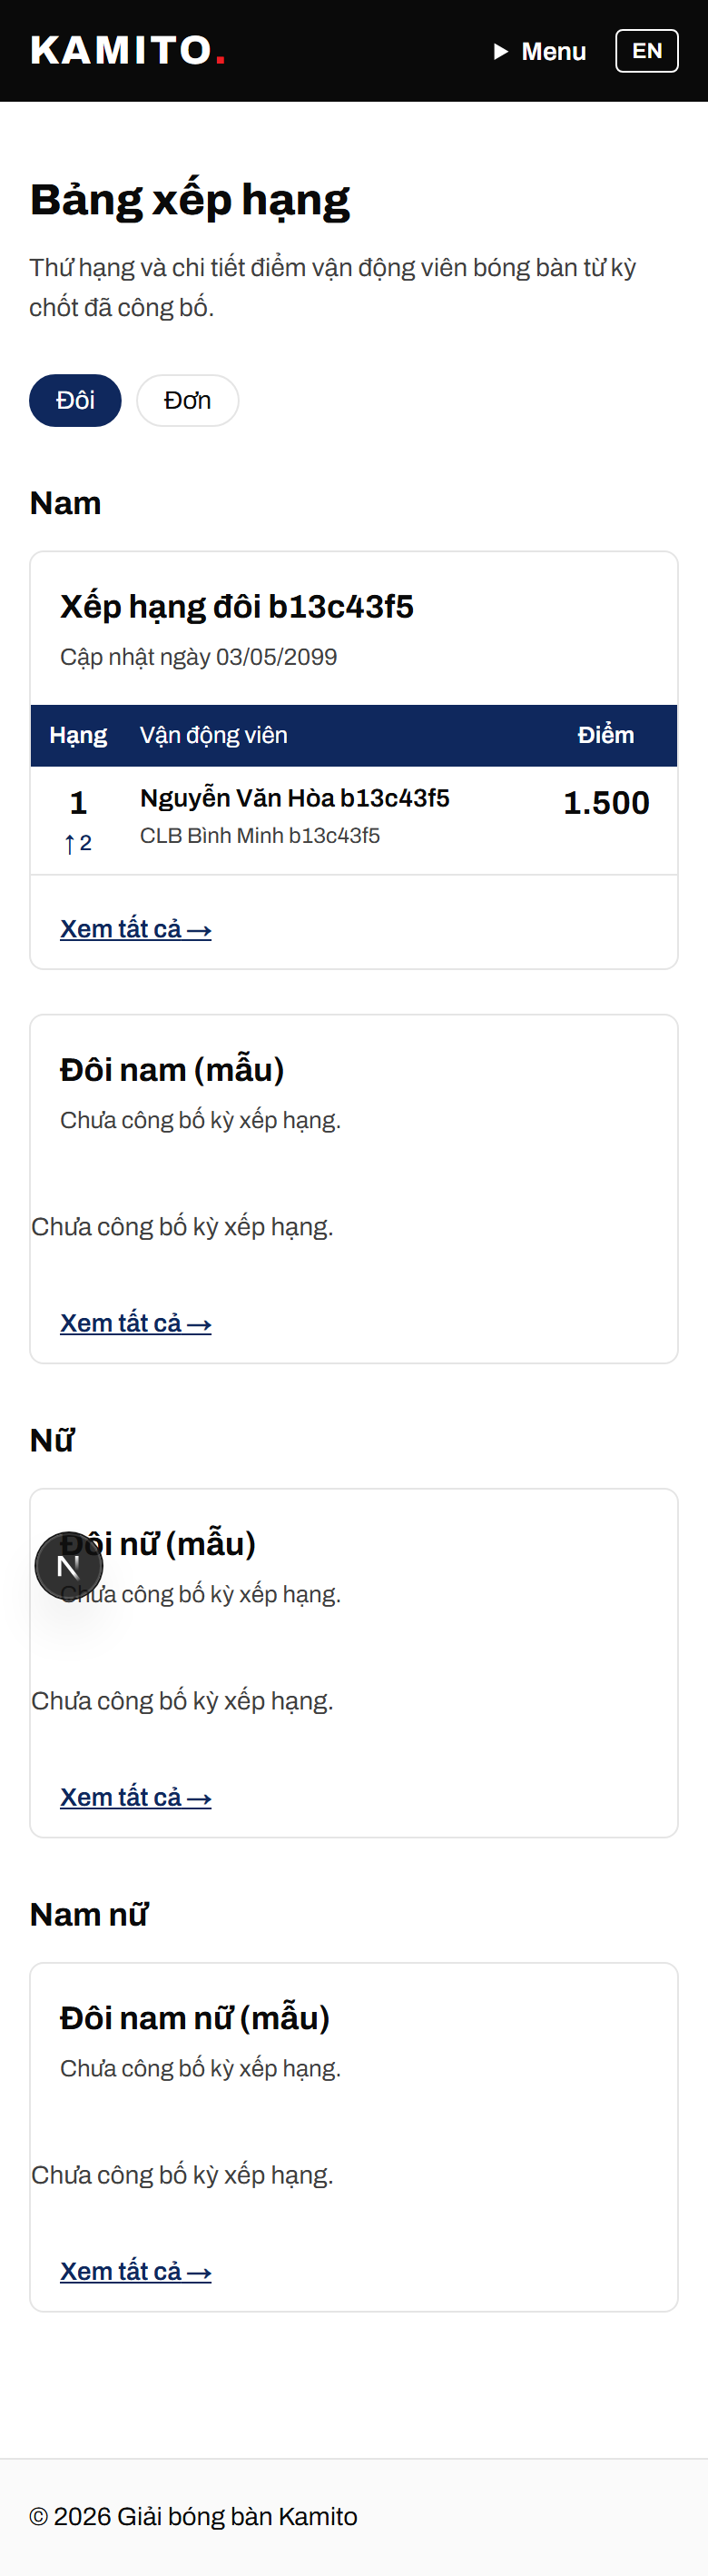 KAMITO.
▶ Menu
EN
Bảng xếp hạng
Thứ hạng và chi tiết điểm vận động viên bóng bàn từ kỳ
chốt đã công bố.
Đôi
Đơn
Nam
Xếp hạng đôi b13c43f5
Cập nhật ngày 03/05/2099
Hạng Vận động viên Điểm
1 Nguyễn Văn Hòa b13c43f5 1.500
↑ 2 CLB Bình Minh b13c43f5
Xem tất cả →
Đôi nam (mẫu)
Chưa công bố kỳ xếp hạng.
Chưa công bố kỳ xếp hạng.
Xem tất cả →
Nữ
Đôi nữ (mẫu)
N
Chưa công bố kỳ xếp hạng.
Chưa công bố kỳ xếp hạng.
Xem tất cả →
Nam nữ
Đôi nam nữ (mẫu)
Chưa công bố kỳ xếp hạng.
Chưa công bố kỳ xếp hạng.
Xem tất cả →
© 2026 Giải bóng bàn Kamito